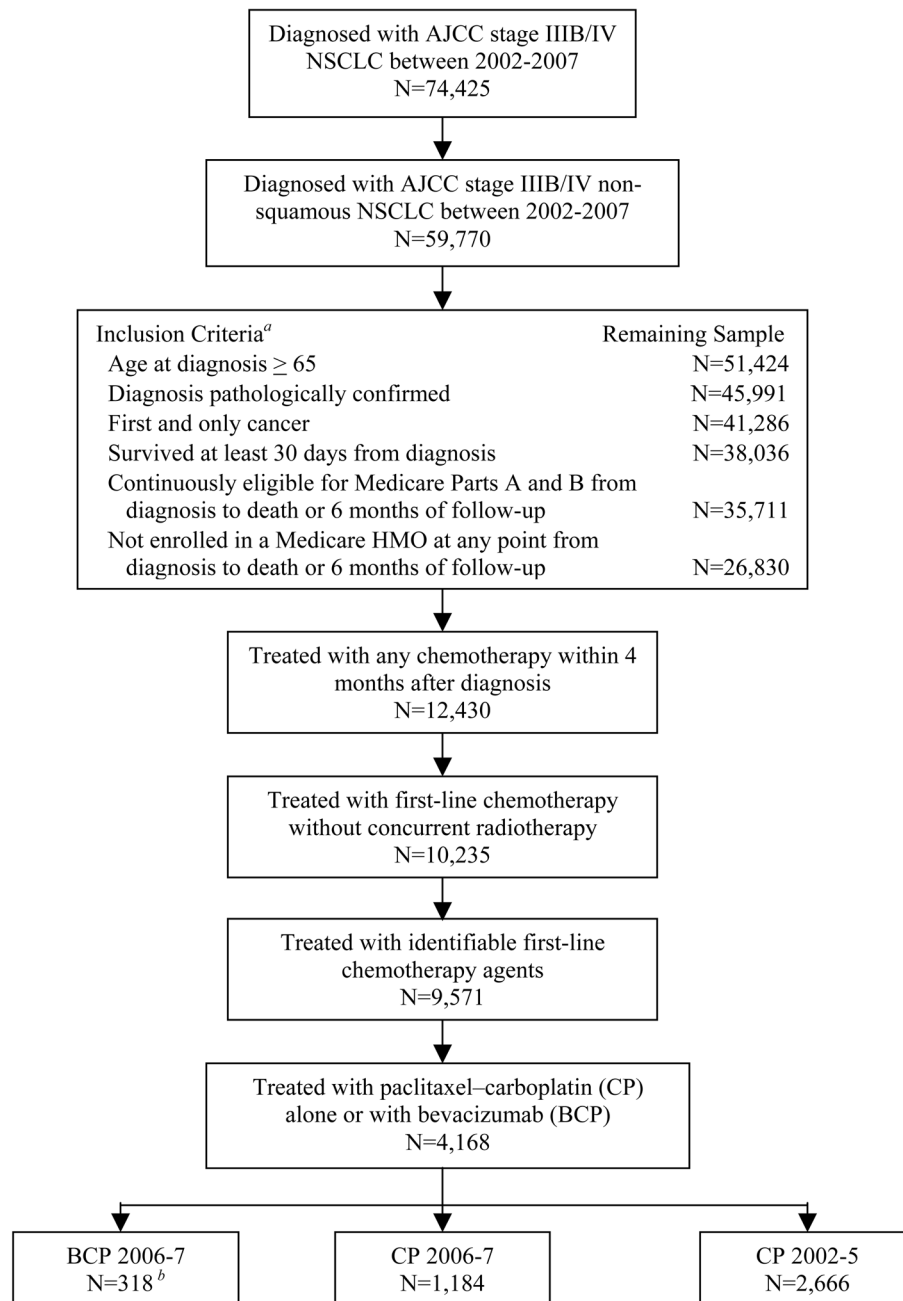 Diagnosed with AJCC stage IIIB/IV
NSCLC between 2002-2007
N=74,425
Diagnosed with AJCC stage IIIB/IV non-
squamous NSCLC between 2002-2007
N=59,770
Inclusion Criteria^a Remaining Sample
Age at diagnosis ≥ 65 N=51,424
Diagnosis pathologically confirmed N=45,991
First and only cancer N=41,286
Survived at least 30 days from diagnosis N=38,036
Continuously eligible for Medicare Parts A and B from
diagnosis to death or 6 months of follow-up N=35,711
Not enrolled in a Medicare HMO at any point from
diagnosis to death or 6 months of follow-up N=26,830
Treated with any chemotherapy within 4
months after diagnosis
N=12,430
Treated with first-line chemotherapy
without concurrent radiotherapy
N=10,235
Treated with identifiable first-line
chemotherapy agents
N=9,571
Treated with paclitaxel–carboplatin (CP)
alone or with bevacizumab (BCP)
N=4,168
BCP 2006-7
N=318^b
CP 2006-7
N=1,184
CP 2002-5
N=2,666